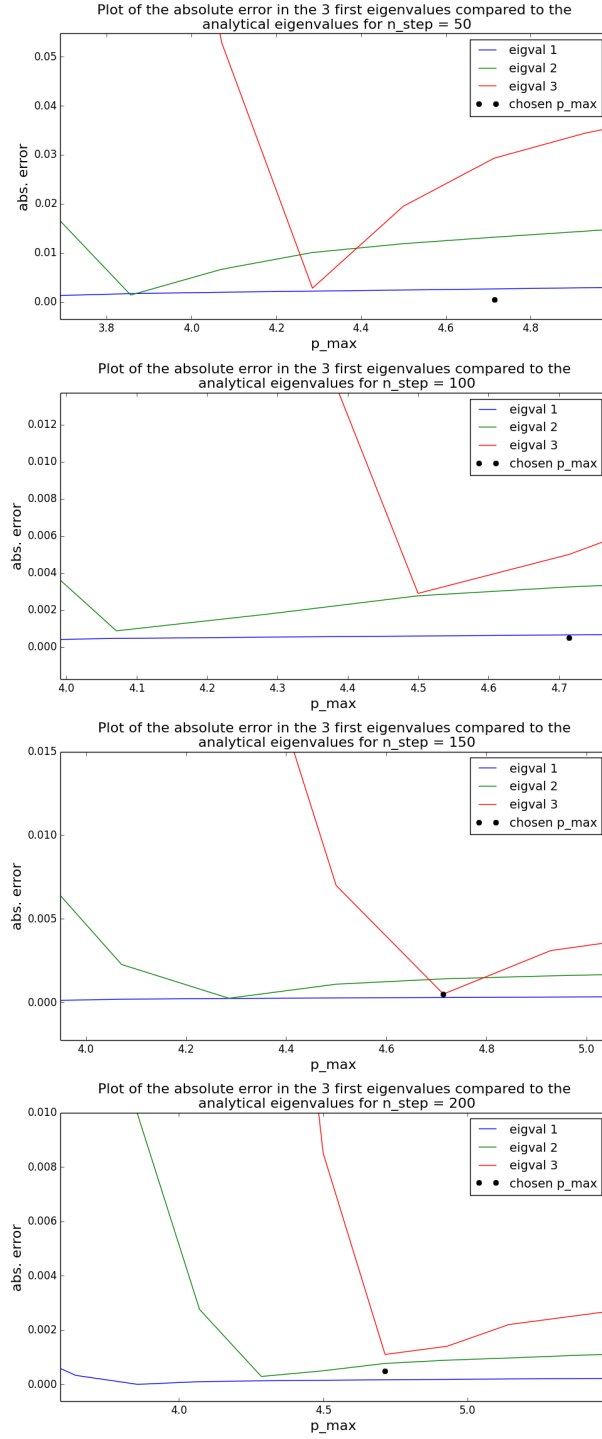 Plot of the absolute error in the 3 first eigenvalues compared to the
analytical eigenvalues for n_step = 50
eigval 1
eigval 2
eigval 3
chosen p_max
abs. error
0.05
0.04
0.03
0.02
0.01
0.00
3.8 4.0 4.2 4.4 4.6 4.8
p_max
Plot of the absolute error in the 3 first eigenvalues compared to the
analytical eigenvalues for n_step = 100
eigval 1
eigval 2
eigval 3
chosen p_max
abs. error
0.012
0.010
0.008
0.006
0.004
0.002
0.000
4.0 4.1 4.2 4.3 4.4 4.5 4.6 4.7
p_max
Plot of the absolute error in the 3 first eigenvalues compared to the
analytical eigenvalues for n_step = 150
eigval 1
eigval 2
eigval 3
chosen p_max
abs. error
0.015
0.010
0.005
0.000
4.0 4.2 4.4 4.6 4.8 5.0
p_max
Plot of the absolute error in the 3 first eigenvalues compared to the
analytical eigenvalues for n_step = 200
eigval 1
eigval 2
eigval 3
chosen p_max
abs. error
0.010
0.008
0.006
0.004
0.002
0.000
4.0 4.5 5.0
p_max